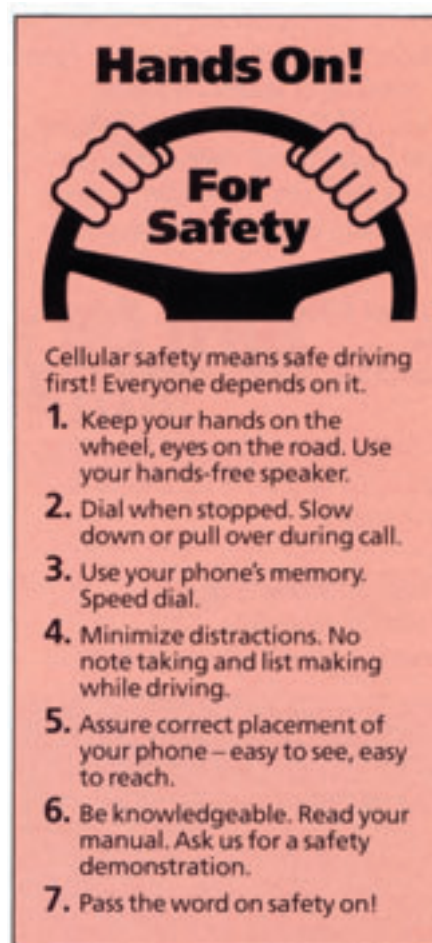 Hands On!
For
Safety
Cellular safety means safe driving
first! Everyone depends on it.
1. Keep your hands on the
wheel, eyes on the road. Use
your hands-free speaker.
2. Dial when stopped. Slow
down or pull over during call.
3. Use your phone's memory.
Speed dial.
4. Minimize distractions. No
note taking and list making
while driving.
5. Assure correct placement of
your phone – easy to see, easy
to reach.
6. Be knowledgeable. Read your
manual. Ask us for a safety
demonstration.
7. Pass the word on safety on!